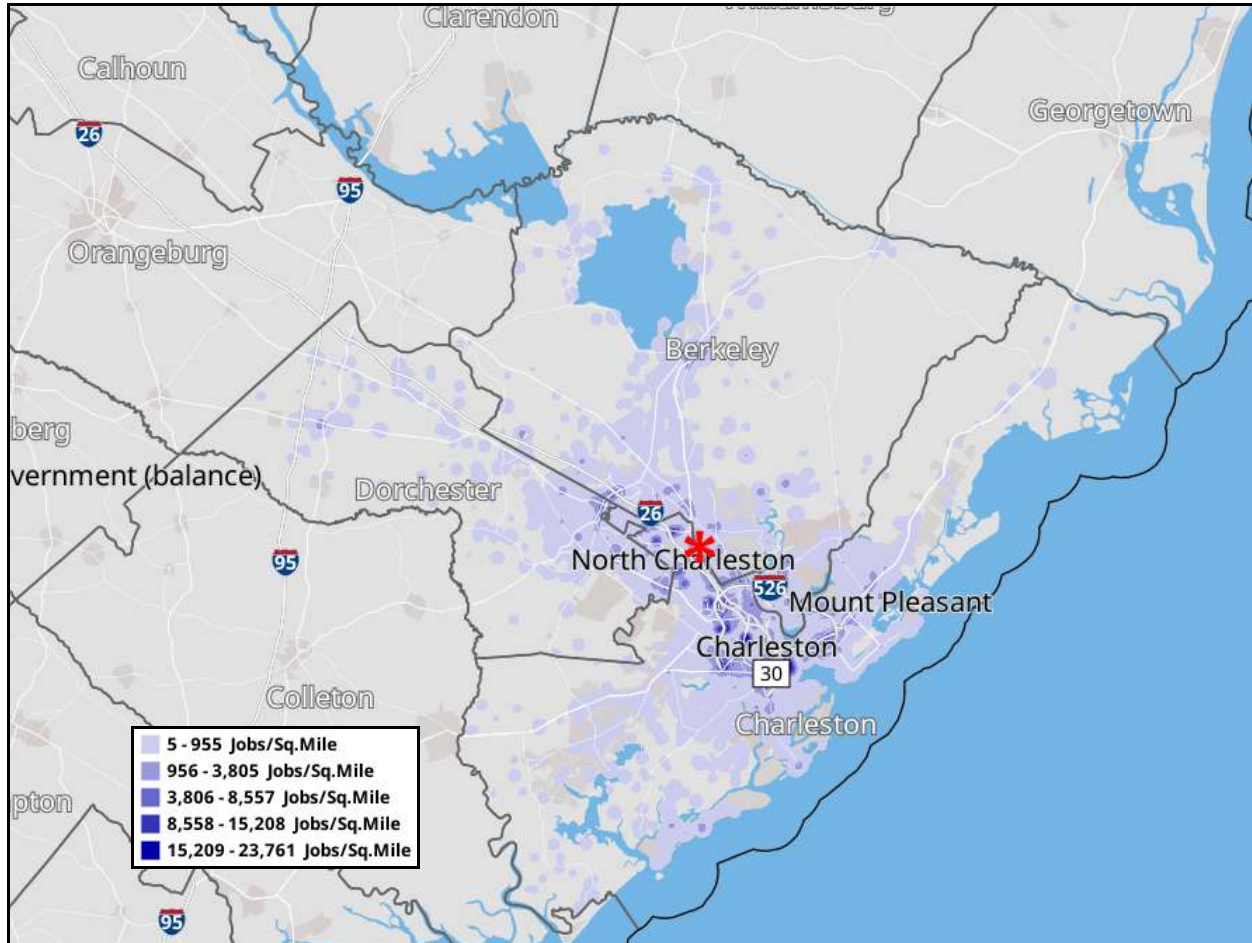 Clarendon
Calhoun
Georgetown
26
95
Orangeburg
Berkeley
berg
vernment (balance)
Dorchester
26
North Charleston
95
526
Mount Pleasant
Charleston
30
Colleton
Charleston
5 - 955 Jobs/Sq.Mile
956 - 3,805 Jobs/Sq.Mile
3,806 - 8,557 Jobs/Sq.Mile
8,558 - 15,208 Jobs/Sq.Mile
15,209 - 23,761 Jobs/Sq.Mile
pton
95